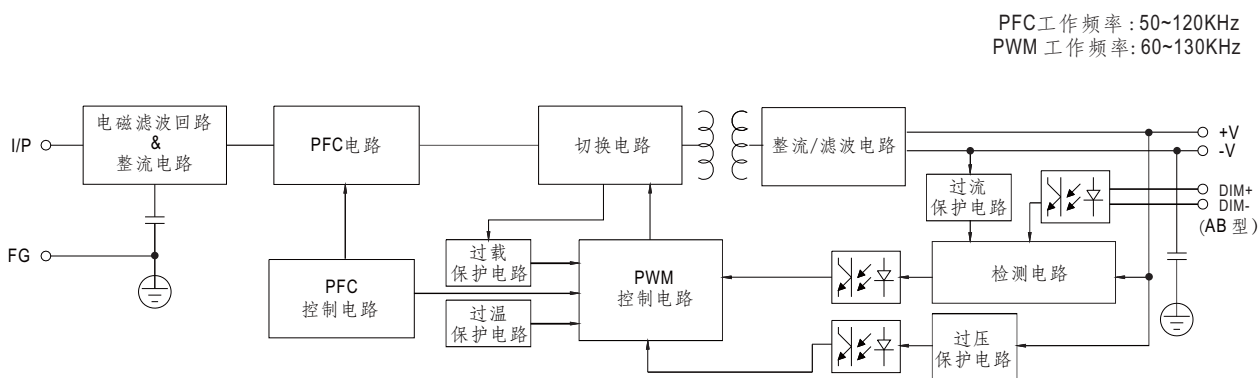 PFC工作频率:50~120KHz
PWM 工作频率:60~130KHz
I/P
电磁滤波回路
&
整流电路
PFC电路
切换电路
整流/滤波电路
+V
-V
过流
保护电路
DIM+
DIM-
(AB 型)
FG
过载
保护电路
PFC
控制电路
过温
保护电路
PWM
控制电路
检测电路
过压
保护电路